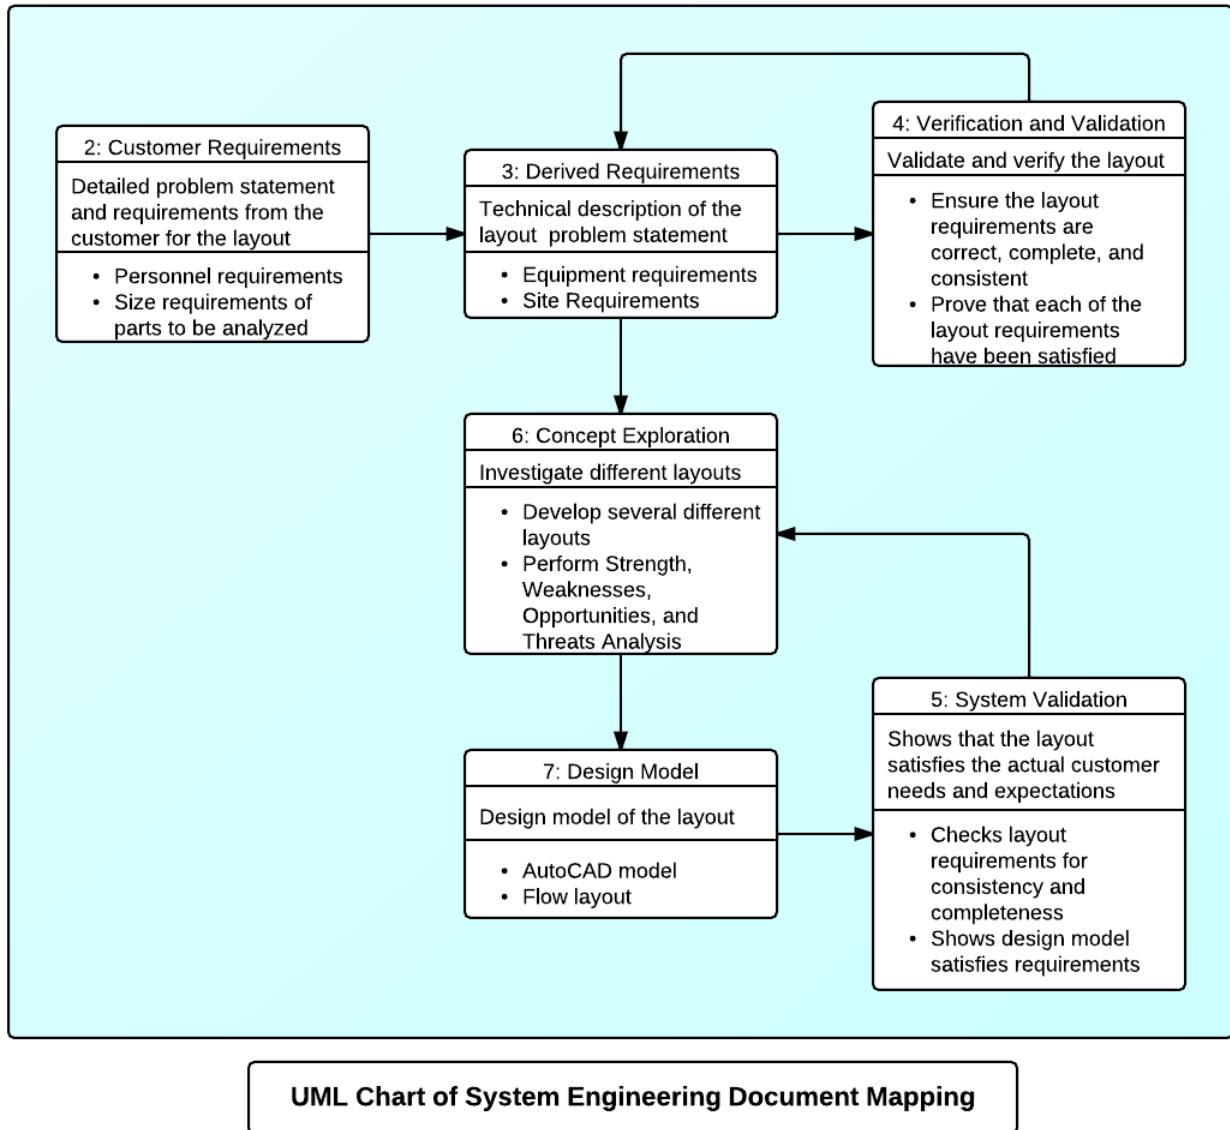 2: Customer Requirements
Detailed problem statement
and requirements from the
customer for the layout
• Personnel requirements
• Size requirements of
parts to be analyzed
3: Derived Requirements
Technical description of the
layout problem statement
• Equipment requirements
• Site Requirements
4: Verification and Validation
Validate and verify the layout
• Ensure the layout
requirements are
correct, complete, and
consistent
• Prove that each of the
layout requirements
have been satisfied
6: Concept Exploration
Investigate different layouts
• Develop several different
layouts
• Perform Strength,
Weaknesses,
Opportunities, and
Threats Analysis
7: Design Model
Design model of the layout
• AutoCAD model
• Flow layout
5: System Validation
Shows that the layout
satisfies the actual customer
needs and expectations
• Checks layout
requirements for
consistency and
completeness
• Shows design model
satisfies requirements
UML Chart of System Engineering Document Mapping